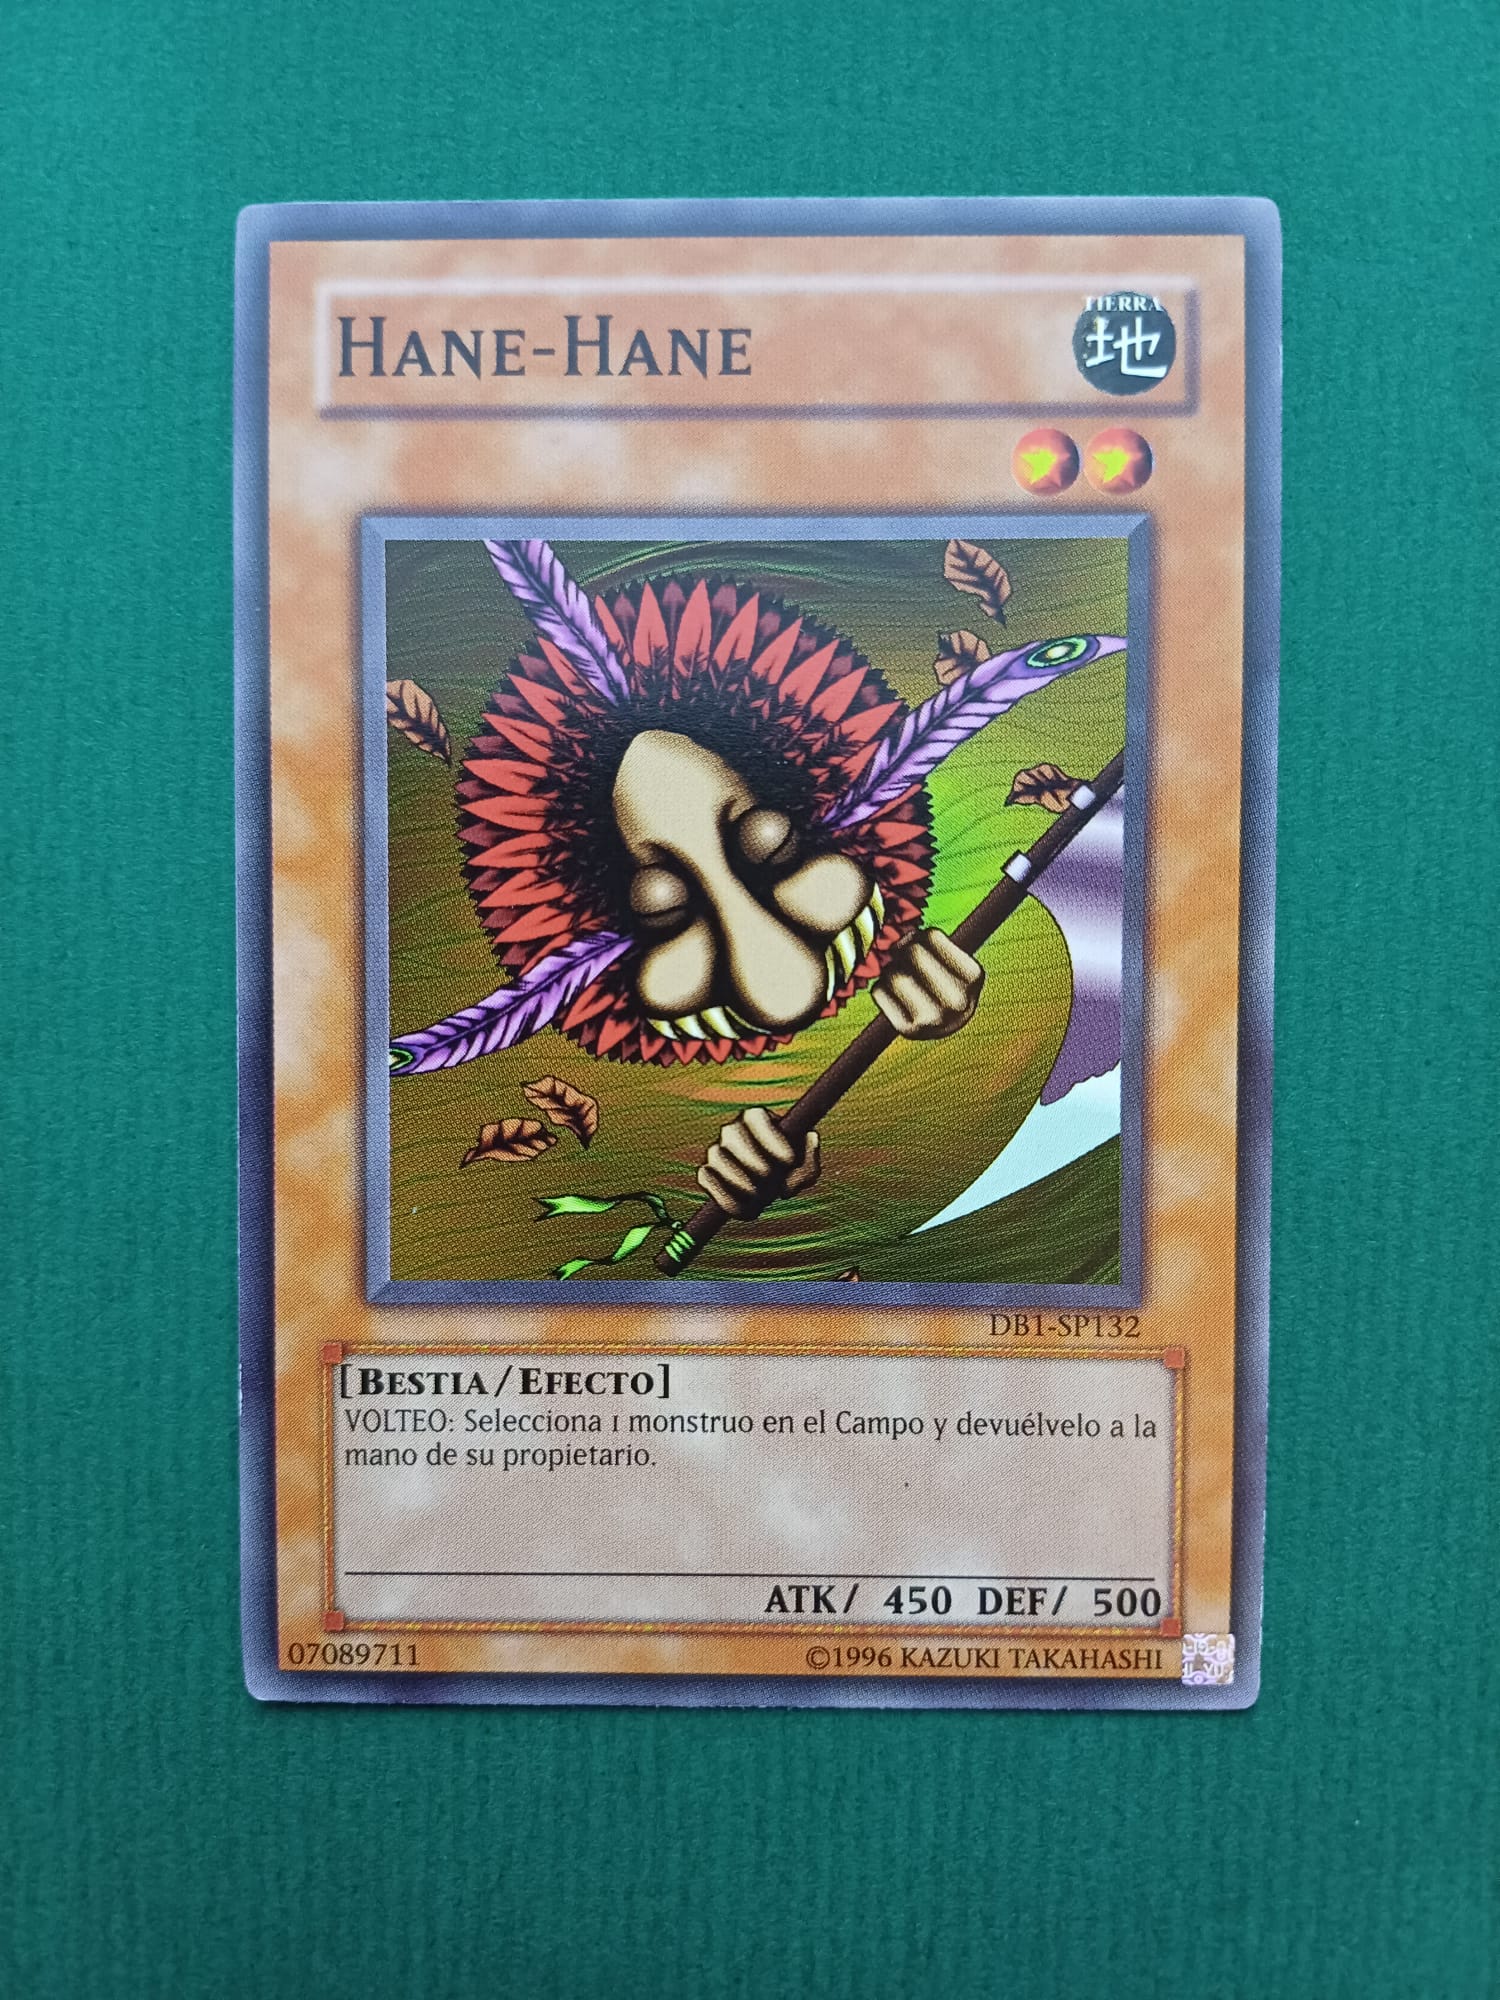 HANE-HANE
TIERRA
地
DB1-SP132
[BESTIA/EFECTO]
VOLTEO: Selecciona 1 monstruo en el Campo y devuélvelo a la
mano de su propietario.
ATK/ 450 DEF/ 500
07089711
©1996 KAZUKI TAKAHASHI